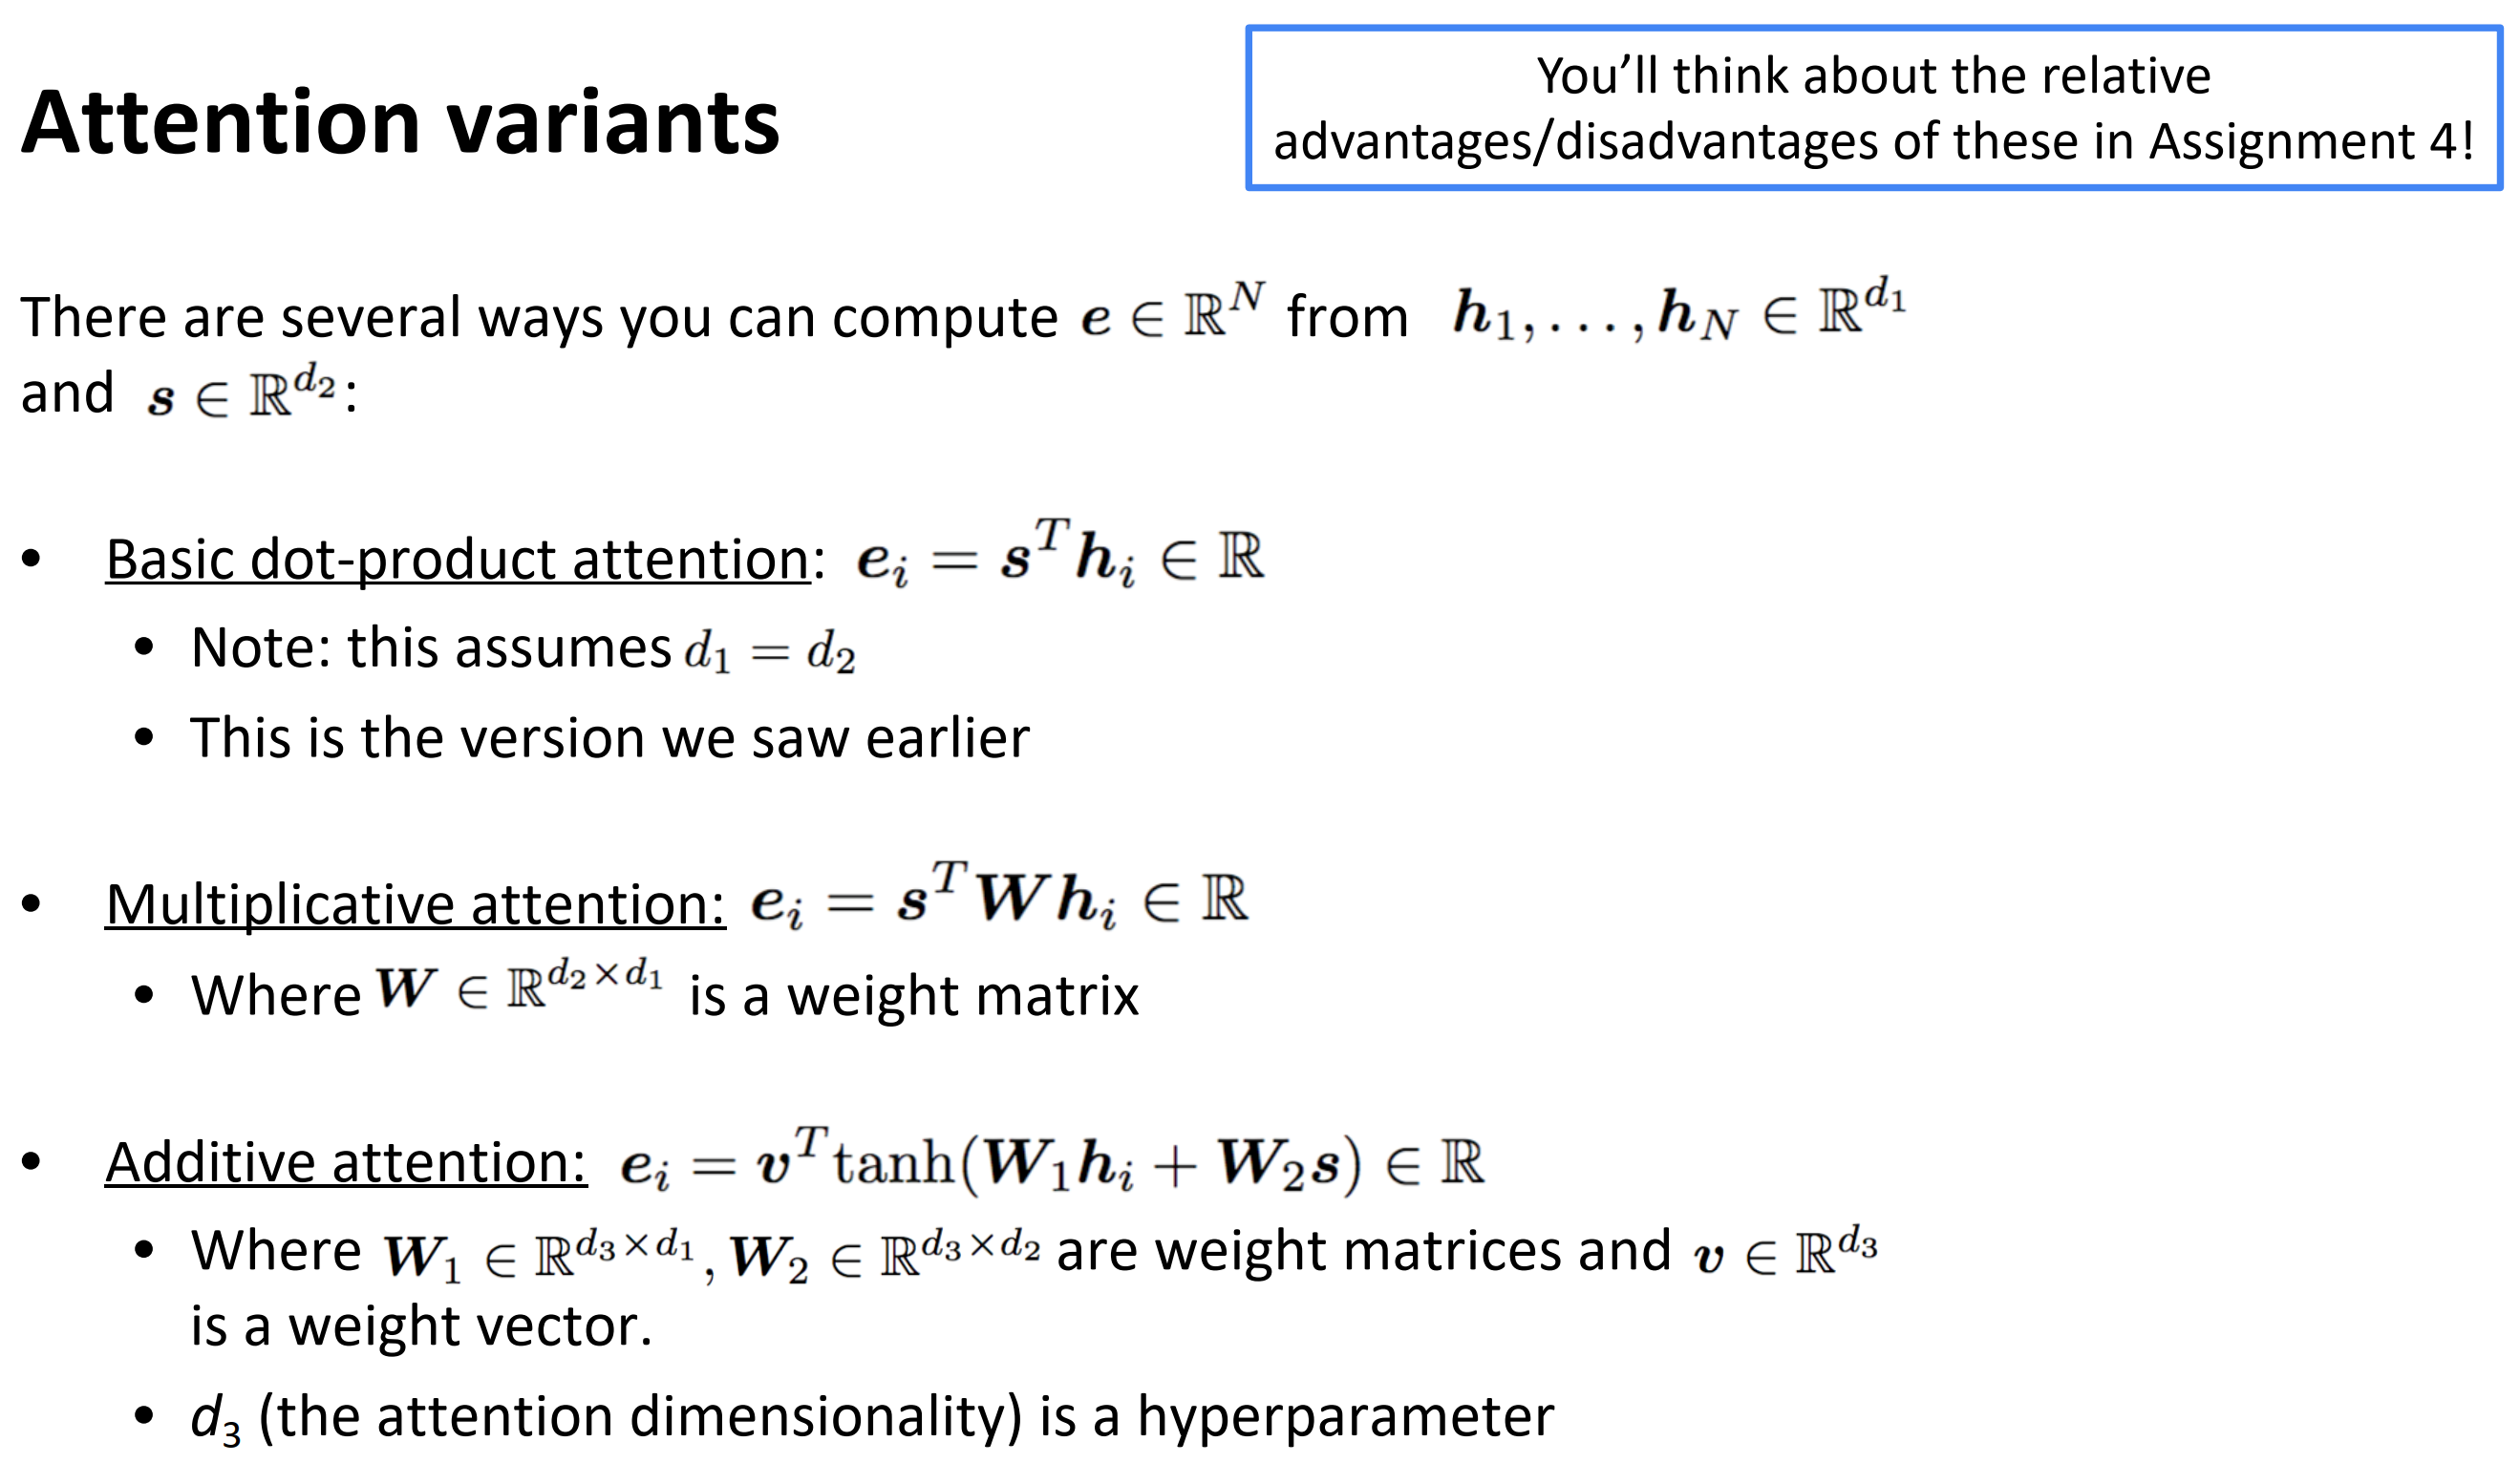 Attention variants
You’ll think about the relative
advantages/disadvantages of these in Assignment 4!
There are several ways you can compute $\boldsymbol{e} \in \mathbb{R}^N$ from $\boldsymbol{h}_1, \ldots, \boldsymbol{h}_N \in \mathbb{R}^{d_1}$
and $\boldsymbol{s} \in \mathbb{R}^{d_2}$:
• Basic dot-product attention: $\boldsymbol{e}_i = \boldsymbol{s}^T \boldsymbol{h}_i \in \mathbb{R}$
• Note: this assumes $d_1 = d_2$
• This is the version we saw earlier
• Multiplicative attention: $\boldsymbol{e}_i = \boldsymbol{s}^T \boldsymbol{W} \boldsymbol{h}_i \in \mathbb{R}$
• Where $\boldsymbol{W} \in \mathbb{R}^{d_2 \times d_1}$ is a weight matrix
• Additive attention: $\boldsymbol{e}_i = \boldsymbol{v}^T \tanh(\boldsymbol{W}_1 \boldsymbol{h}_i + \boldsymbol{W}_2 \boldsymbol{s}) \in \mathbb{R}$
• Where $\boldsymbol{W}_1 \in \mathbb{R}^{d_3 \times d_1}, \boldsymbol{W}_2 \in \mathbb{R}^{d_3 \times d_2}$ are weight matrices and $\boldsymbol{v} \in \mathbb{R}^{d_3}$
is a weight vector.
• $d_3$ (the attention dimensionality) is a hyperparameter